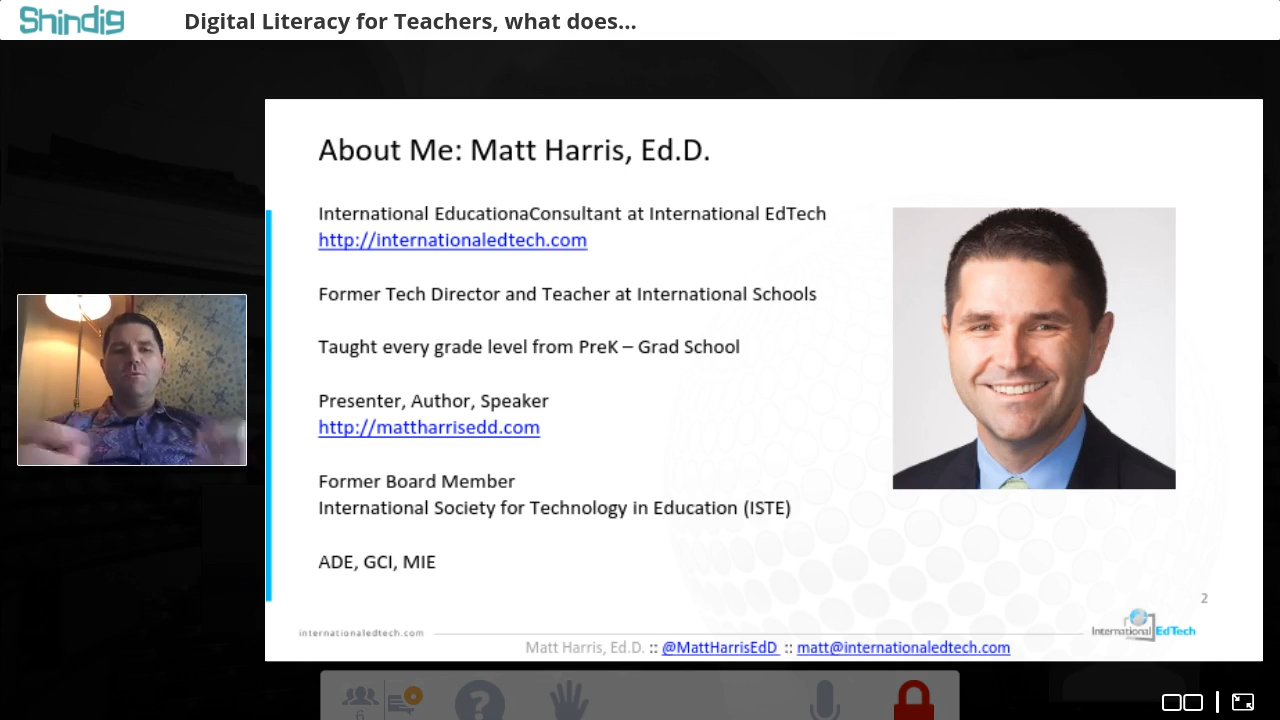 Shindig
Digital Literacy for Teachers, what does...
About Me: Matt Harris, Ed.D.
International EducationaConsultant at International EdTech
http://internationaledtech.com
Former Tech Director and Teacher at International Schools
Taught every grade level from PreK – Grad School
Presenter, Author, Speaker
http://mattharrisedd.com
Former Board Member
International Society for Technology in Education (ISTE)
ADE, GCI, MIE
2
internationaledtech.com
International EdTech
Matt Harris, Ed.D. :: @MattHarrisEdD :: matt@internationaledtech.com
6